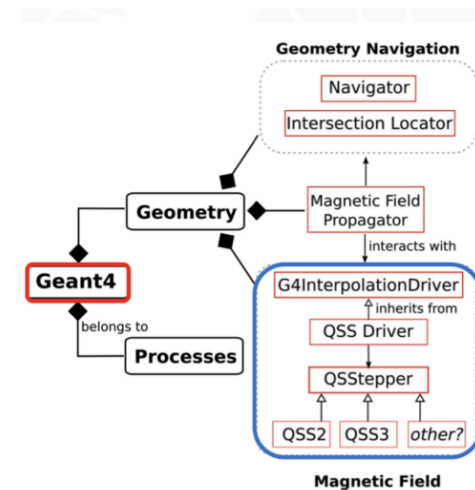 Geometry Navigation
Navigator
Intersection Locator
Geometry
Magnetic Field
Propagator
interacts with
Geant4
G4InterpolationDriver
inherits from
belongs to
QSS Driver
Processes
QSStepper
QSS2
QSS3
other?
Magnetic Field